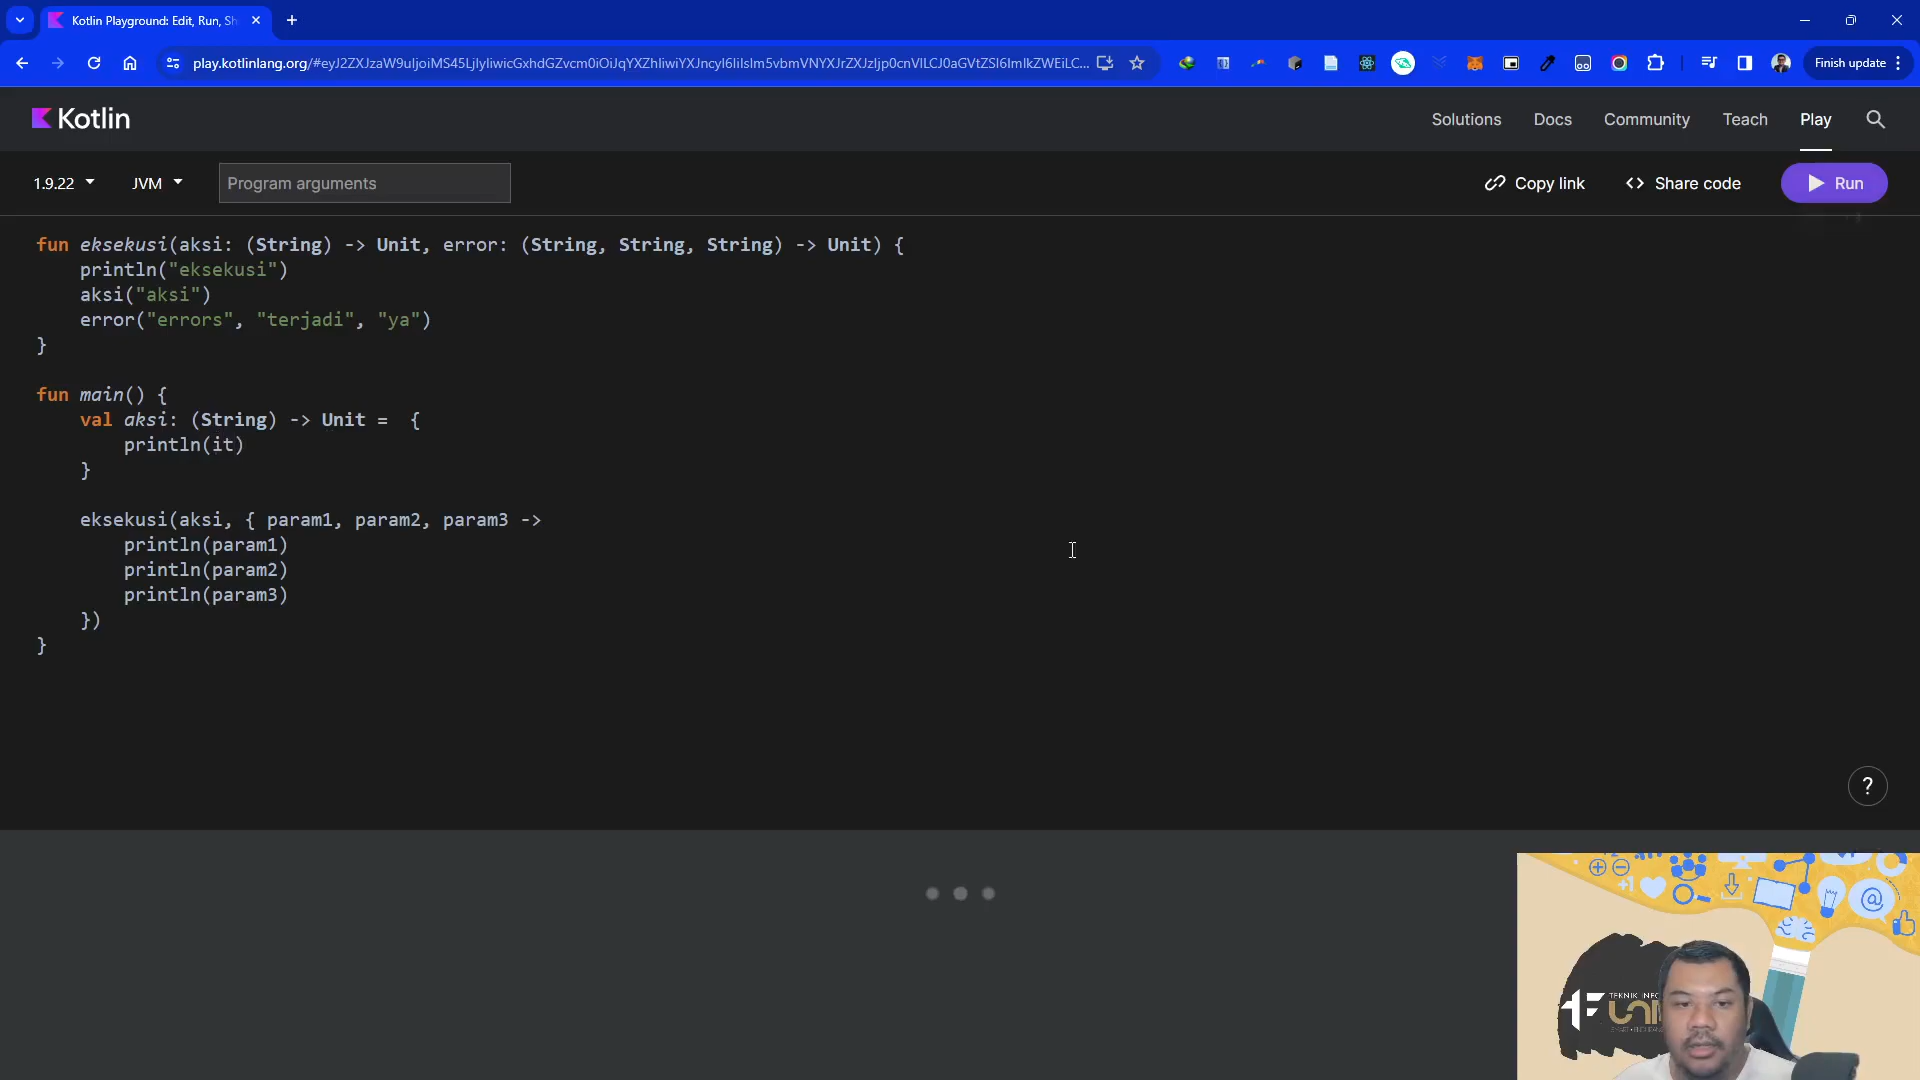 Kotlin Playground: Edit, Run, Sh
play.kotlinlang.org/#eyJ2ZXJzaW9uIjoiMS45LjIyIiwicGxhdGZvcm0iOiJqYXZhIiwiYXJncyI6IiIsIm5vbmVNYXJrZXJzIjp0cnVlLCJ0aGVtZSI6ImlkZWEiLC...
Finish update
Kotlin
Solutions
Docs
Community
Teach
Play
1.9.22
JVM
Program arguments
Copy link
Share code
Run
fun eksekusi(aksi: (String) -> Unit, error: (String, String, String) -> Unit) {
println("eksekusi")
aksi("aksi")
error("errors", "terjadi", "ya")
}
fun main() {
val aksi: (String) -> Unit =  {
println(it)
}
eksekusi(aksi, { param1, param2, param3 ->
println(param1)
println(param2)
println(param3)
})
}
?
+1
@
TEKNIK INFO